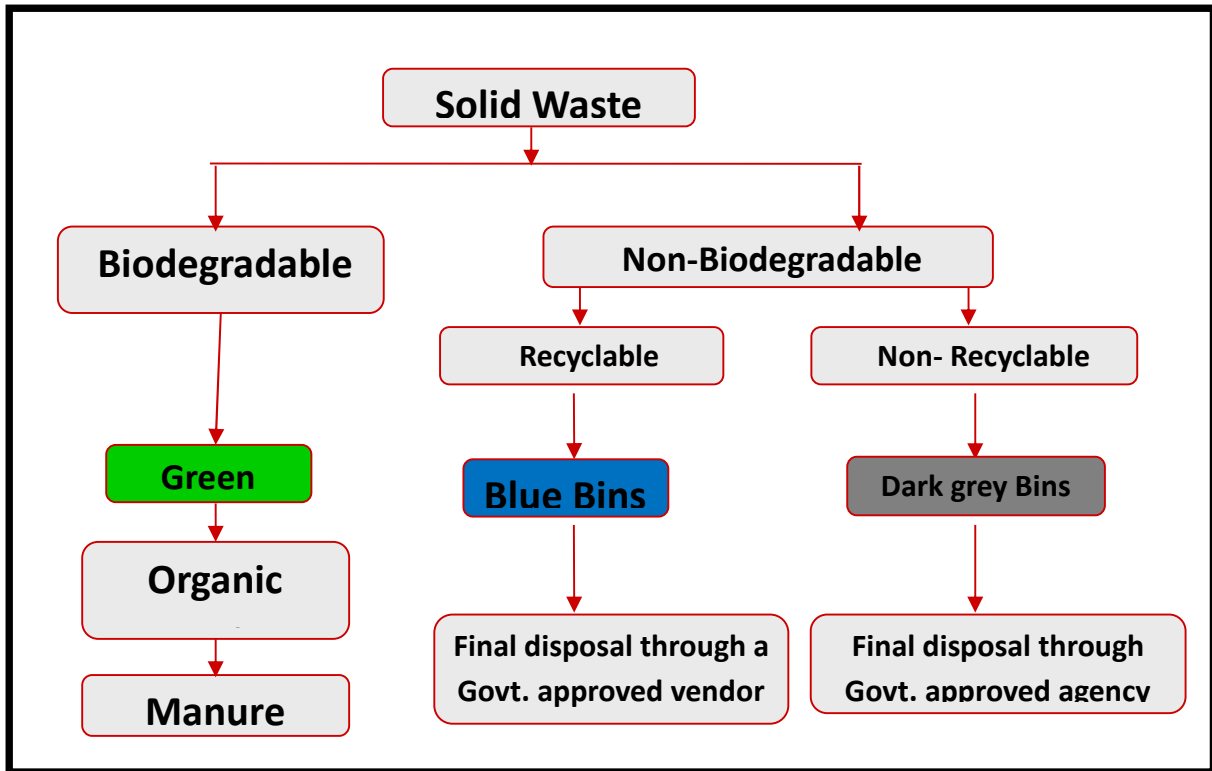 Solid Waste
Biodegradable
Non-Biodegradable
Recyclable
Non- Recyclable
Green
Blue Bins
Dark grey Bins
Organic
Manure
Final disposal through a
Govt. approved vendor
Final disposal through
Govt. approved agency